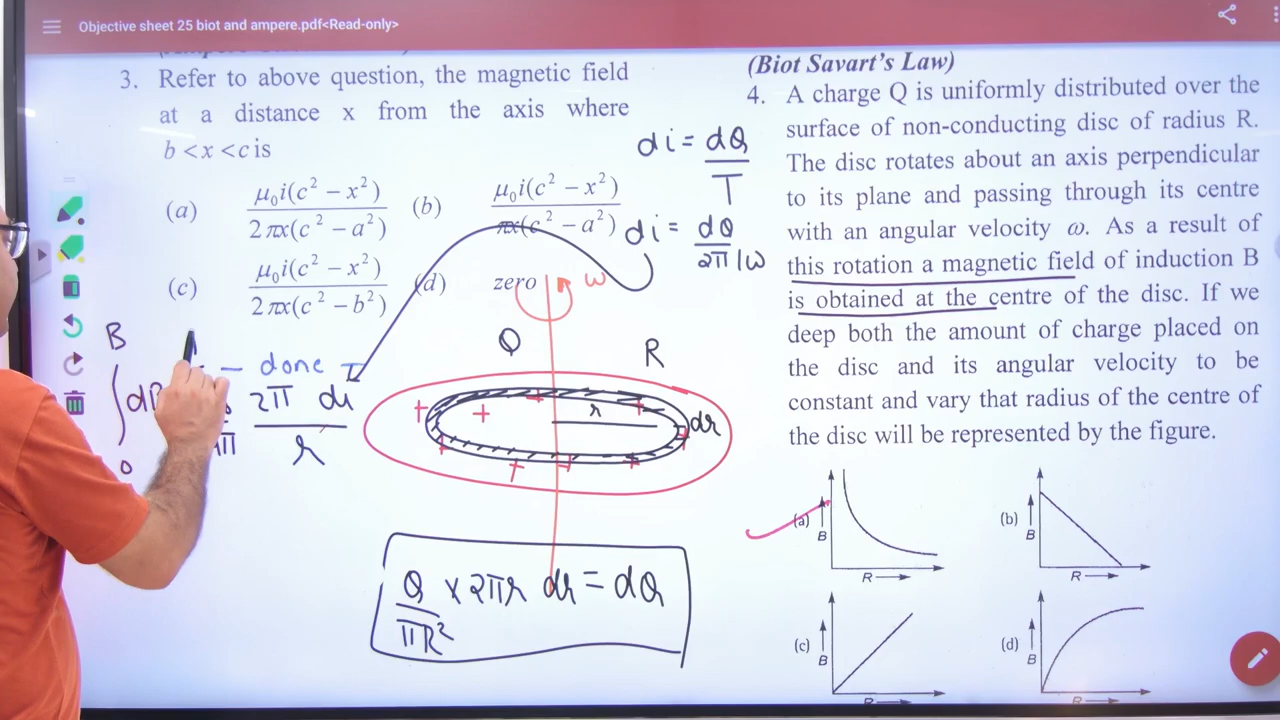 Objective sheet 25 biot and ampere.pdf<Read-only>
3. Refer to above question, the magnetic field
at a distance x from the axis where
b < x < c is
(a) μ₀i(c² − x²) / 2πx(c² − a²) (b) μ₀i(c² − x²) / πx(c² − a²)
(c) μ₀i(c² − x²) / 2πx(c² − b²) (d) zero
di = dQ / T
di = dQ / 2π/ω
ω
B
— done
∫ dB
2π dr / r
π
0
Q
R
r
dr
Q / πR² × 2πr dr = dQ
(Biot Savart's Law)
4. A charge Q is uniformly distributed over the
surface of non-conducting disc of radius R.
The disc rotates about an axis perpendicular
to its plane and passing through its centre
with an angular velocity ω. As a result of
this rotation a magnetic field of induction B
is obtained at the centre of the disc. If we
deep both the amount of charge placed on
the disc and its angular velocity to be
constant and vary that radius of the centre of
the disc will be represented by the figure.
(a) B R
(b) B R
(c) B R
(d) B R